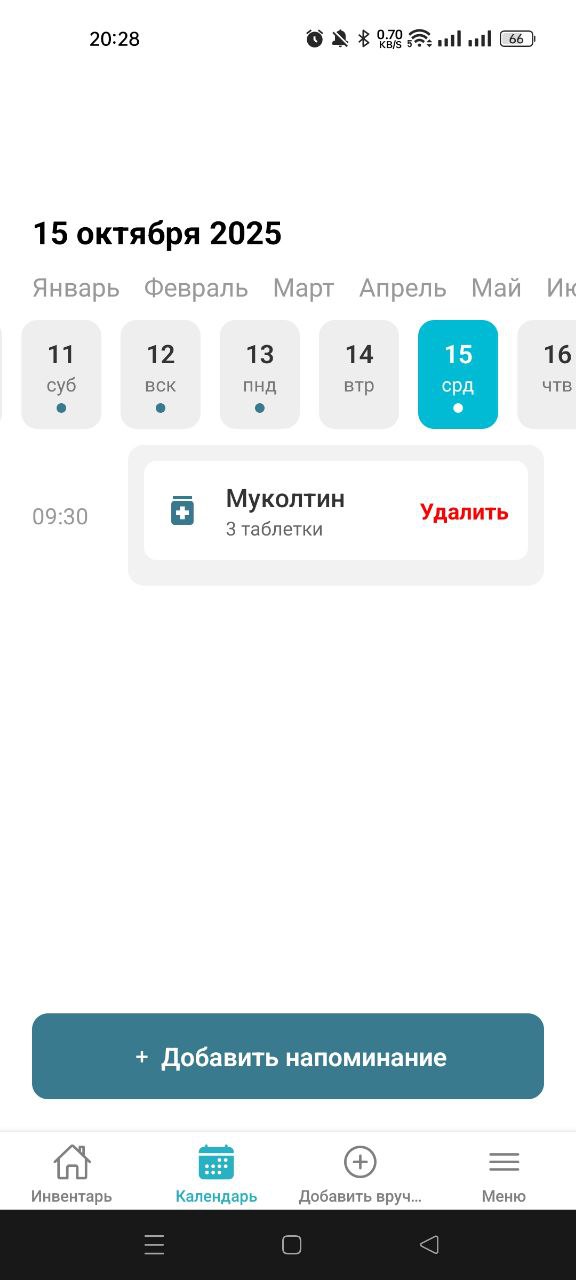 20:28
0.70
KB/S
5
66
15 октября 2025
Январь Февраль Март Апрель Май Ию
11 12 13 14 15 16
суб вск пнд втр срд чтв
09:30
Муколтин
3 таблетки
Удалить
+ Добавить напоминание
Инвентарь Календарь Добавить вруч... Меню